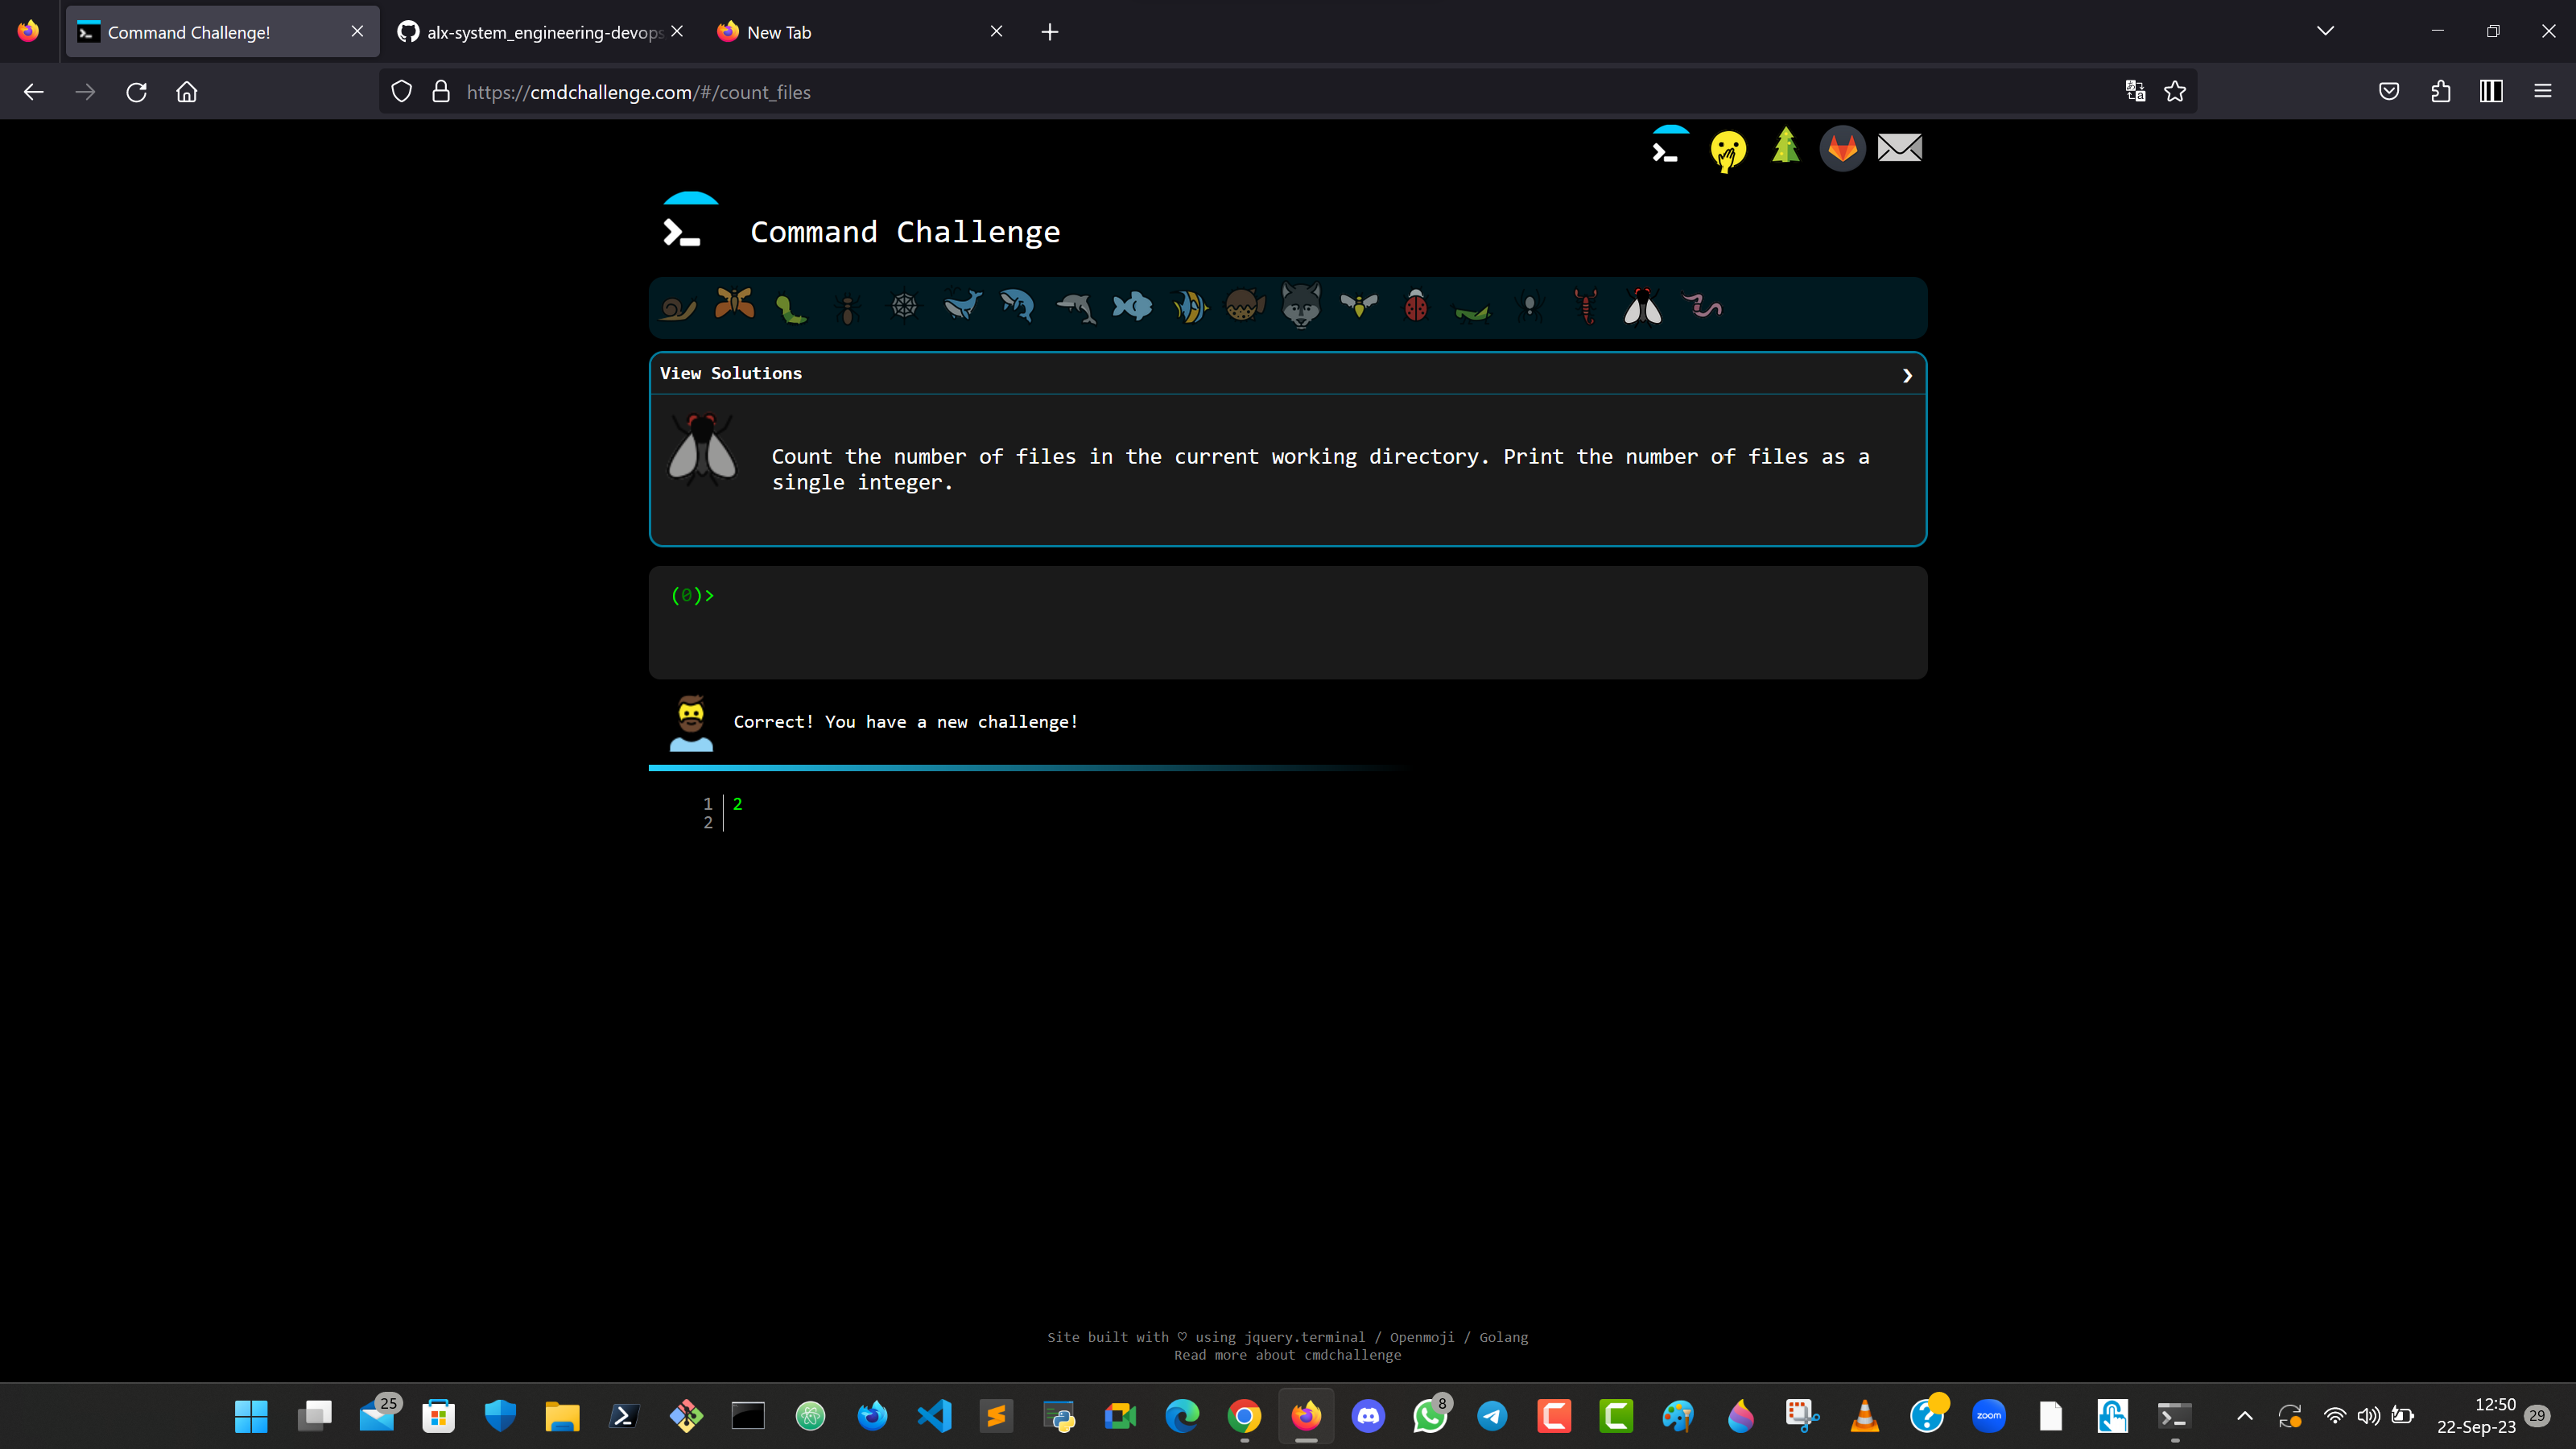 Command Challenge!
alx-system_engineering-devops
New Tab
https://cmdchallenge.com/#/count_files
Command Challenge
View Solutions
Count the number of files in the current working directory. Print the number of files as a
single integer.
(0)>
Correct! You have a new challenge!
1 2
2
Site built with ♡ using jquery.terminal / Openmoji / Golang
Read more about cmdchallenge
25
8
zoom
12:50
22-Sep-23
29